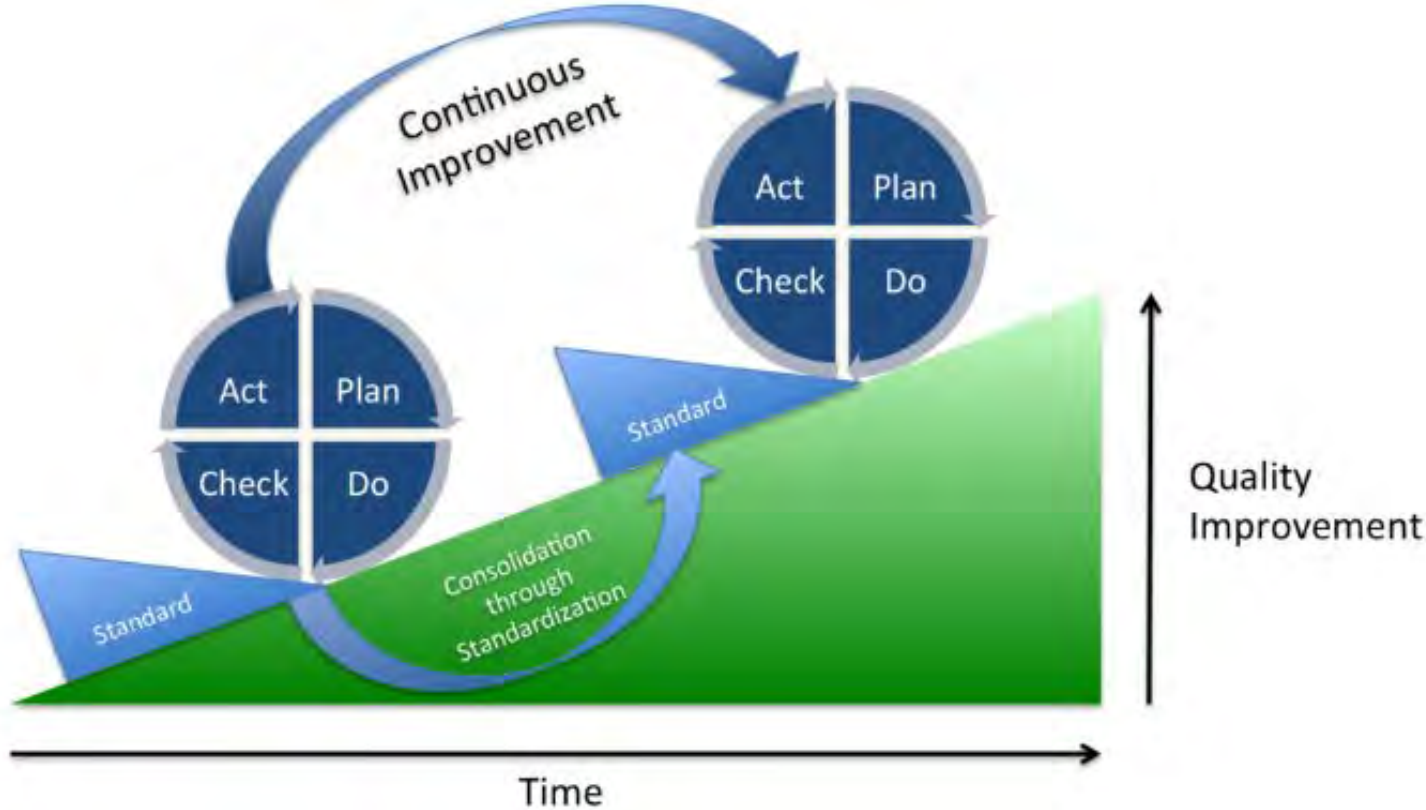 Continuous
Improvement
Act
Plan
Check
Do
Act
Plan
Check
Do
Standard
Standard
Consolidation
through
Standardization
Quality
Improvement
Time